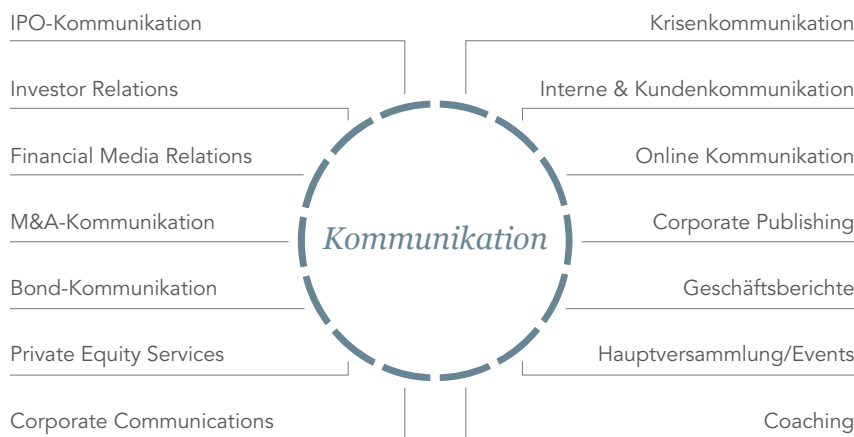 IPO-Kommunikation
Investor Relations
Financial Media Relations
M&A-Kommunikation
Bond-Kommunikation
Private Equity Services
Corporate Communications
Kommunikation
Krisenkommunikation
Interne & Kundenkommunikation
Online Kommunikation
Corporate Publishing
Geschäftsberichte
Hauptversammlung/Events
Coaching